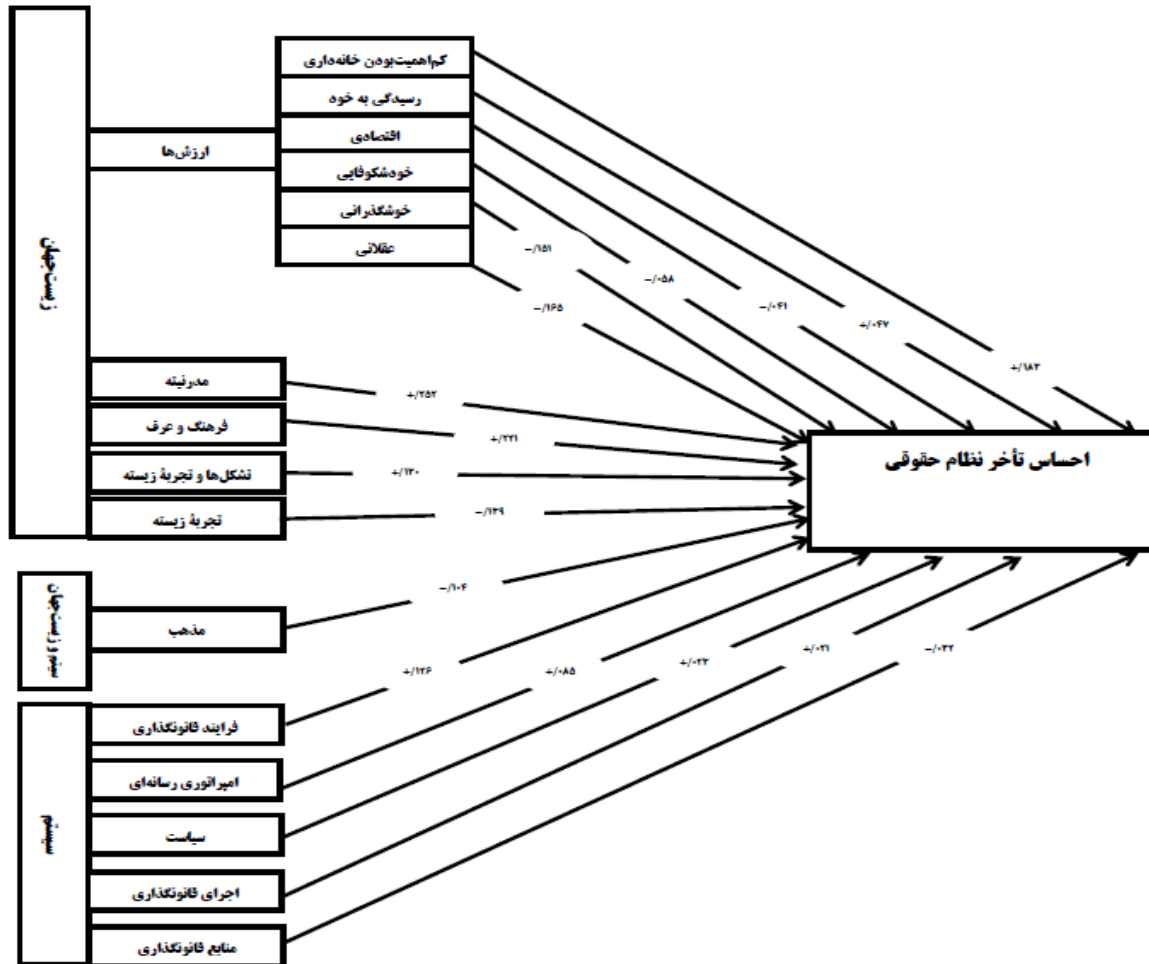 زیست‌جهان
ارزش‌ها
کم‌اهمیت‌بودن خانه‌داری
رسیدگی به خود
اقتصادی
خودشکوفایی
خوشگذرانی
عقلانی
−/۱۵۱
−/۰۵۸
−/۰۴۱
+/۰۴۷
+/۱۸۳
−/۱۶۵
مدرنیته
+/۲۵۲
فرهنگ و عرف
+/۲۲۱
تشکل‌ها و تجربهٔ زیسته
+/۱۳۰
تجربهٔ زیسته
−/۱۳۹
احساس تأخر نظام حقوقی
سیتم و زیست‌جهان
مذهب
−/۱۰۴
سیستم
فرایند قانونگذاری
+/۱۲۶
امپراتوری رسانه‌ای
+/۰۸۵
سیاست
+/۰۲۳
اجرای قانونگذاری
+/۰۲۱
منابع قانونگذاری
−/۰۳۲